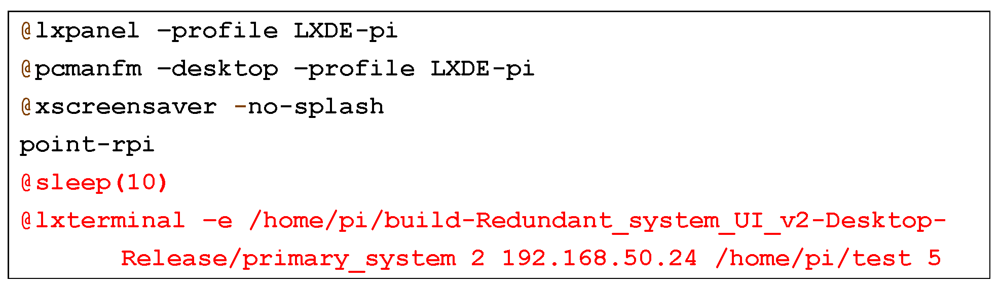 @lxpanel –profile LXDE-pi
@pcmanfm –desktop –profile LXDE-pi
@xscreensaver -no-splash
point-rpi
@sleep(10)
@lxterminal –e /home/pi/build-Redundant_system_UI_v2-Desktop-
Release/primary_system 2 192.168.50.24 /home/pi/test 5